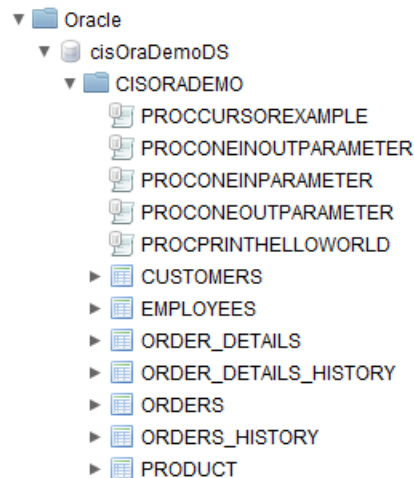 Oracle
cisOraDemoDS
CISORADEMO
PROCCURSOREXAMPLE
PROCONEINOUTPARAMETER
PROCONEINPARAMETER
PROCONEOUTPARAMETER
PROCPRINTHELLOWORLD
CUSTOMERS
EMPLOYEES
ORDER_DETAILS
ORDER_DETAILS_HISTORY
ORDERS
ORDERS_HISTORY
PRODUCT